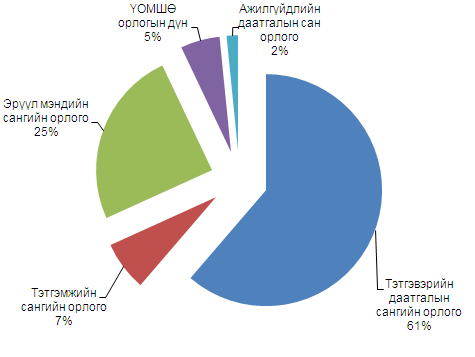 ҮОМШӨ
орлогын дүн
5%
Ажилгүйдлийн
даатгалын сан
орлого
2%
Эрүүл мэндийн
сангийн орлого
25%
Тэтгэмжийн
сангийн орлого
7%
Тэтгэвэрийн
даатгалын
сангийн орлого
61%